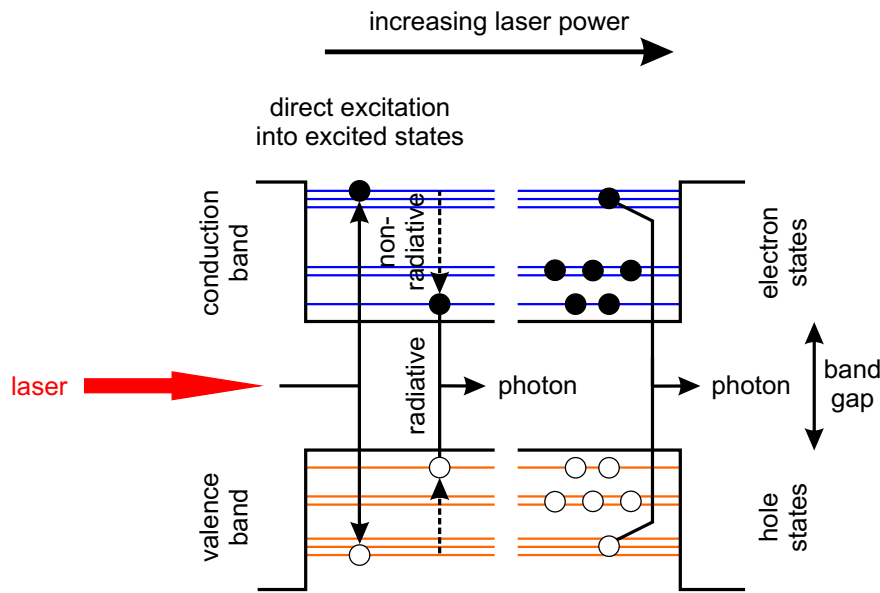 increasing laser power
direct excitation
into excited states
conduction
band
non-
radiative
electron
states
laser
radiative
photon
photon
band
gap
valence
band
hole
states